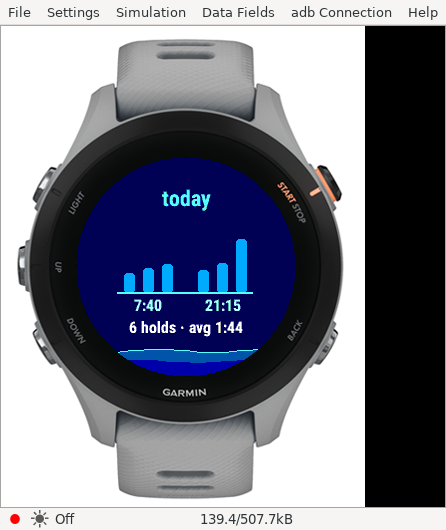 File Settings Simulation Data Fields adb Connection Help
LIGHT
START STOP
UP
DOWN
BACK
today
7:40 21:15
6 holds · avg 1:44
GARMIN
Off 139.4/507.7kB